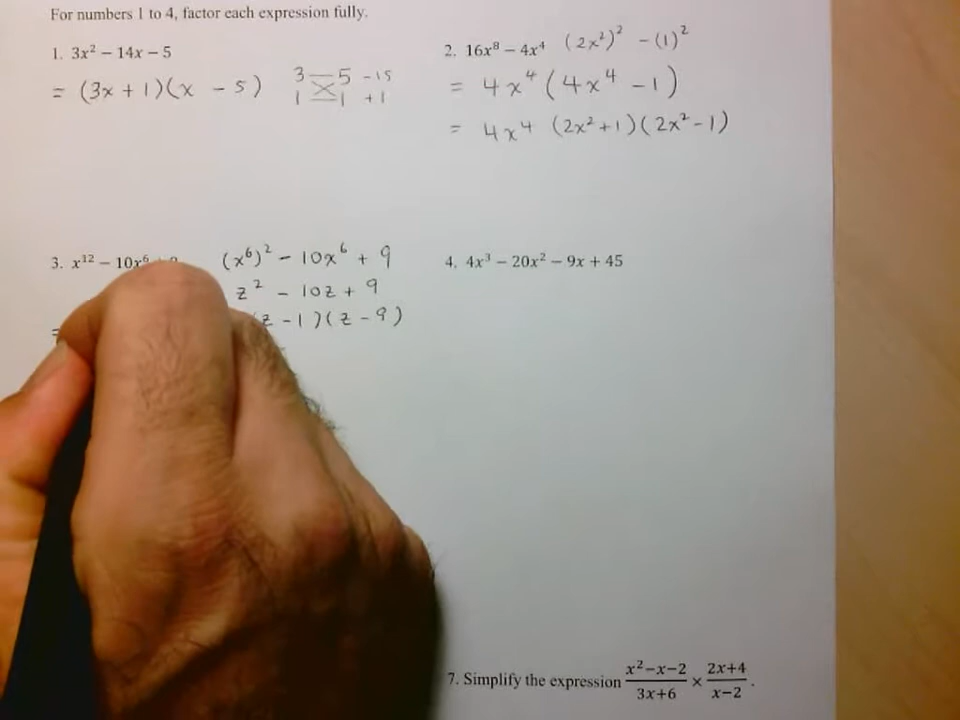 For numbers 1 to 4, factor each expression fully.
1. 3x² – 14x – 5
= (3x + 1)(x - 5)
3 5 -15
1 1 +1
2. 16x⁸ – 4x⁴ (2x²)² - (1)²
= 4x⁴ (4x⁴ - 1)
= 4x⁴ (2x²+1)(2x²-1)
3. x¹² – 10x⁶
(x⁶)² - 10x⁶ + 9
z² - 10z + 9
z - 1)(z - 9)
=
4. 4x³ – 20x² – 9x + 45
7. Simplify the expression (x²−x−2)/(3x+6) × (2x+4)/(x−2).